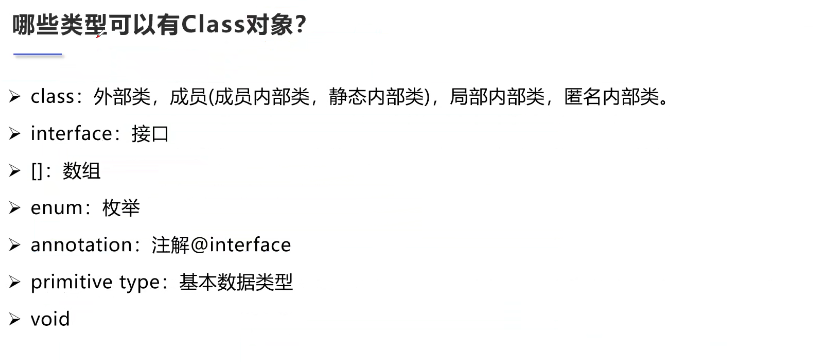 哪些类型可以有Class对象？
➢ class：外部类，成员(成员内部类，静态内部类)，局部内部类，匿名内部类。
➢ interface：接口
➢ []：数组
➢ enum：枚举
➢ annotation：注解@interface
➢ primitive type：基本数据类型
➢ void